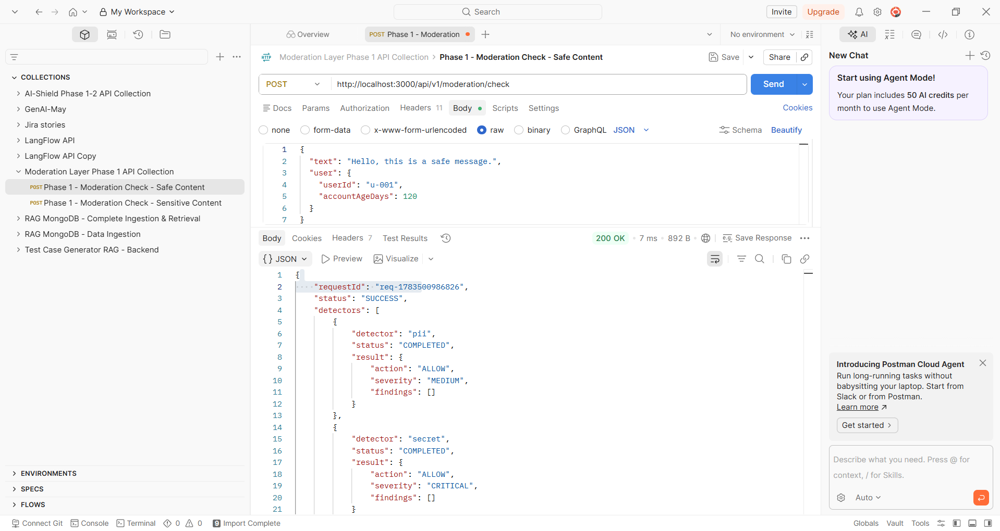 My Workspace
Search
Invite
Upgrade
Overview
POST Phase 1 - Moderation
No environment
AI
COLLECTIONS
AI-Shield Phase 1-2 API Collection
GenAI-May
Jira stories
LangFlow API
LangFlow API Copy
Moderation Layer Phase 1 API Collection
POST Phase 1 - Moderation Check - Safe Content
POST Phase 1 - Moderation Check - Sensitive Content
RAG MongoDB - Complete Ingestion & Retrieval
RAG MongoDB - Data Ingestion
Test Case Generator RAG - Backend
ENVIRONMENTS
SPECS
FLOWS
HTTP Moderation Layer Phase 1 API Collection > Phase 1 - Moderation Check - Safe Content
Save
Share
POST http://localhost:3000/api/v1/moderation/check
Send
Docs Params Authorization Headers 11 Body Scripts Settings
Cookies
none form-data x-www-form-urlencoded raw binary GraphQL JSON
Schema Beautify
1 {
2 "text": "Hello, this is a safe message.",
3 "user": {
4 "userId": "u-001",
5 "accountAgeDays": 120
6 }
7 }
Body Cookies Headers 7 Test Results
200 OK • 7 ms • 892 B •
e.g. Save Response
{} JSON Preview Visualize
1 {
2 "requestId": "req-1783500986826",
3 "status": "SUCCESS",
4 "detectors": [
5 {
6 "detector": "pii",
7 "status": "COMPLETED",
8 "result": {
9 "action": "ALLOW",
10 "severity": "MEDIUM",
11 "findings": []
12 }
13 },
14 {
15 "detector": "secret",
16 "status": "COMPLETED",
17 "result": {
18 "action": "ALLOW",
19 "severity": "CRITICAL",
20 "findings": []
21 }
New Chat
Start using Agent Mode!
Your plan includes 50 AI credits per
month to use Agent Mode.
Introducing Postman Cloud Agent
Run long-running tasks without
babysitting your laptop. Start from
Slack or from Postman.
Learn more ↗
Get started >
Describe what you need. Press @ for
context, / for Skills.
Auto
Connect Git Console Terminal 0 0 9 Import Complete
Globals Vault Tools